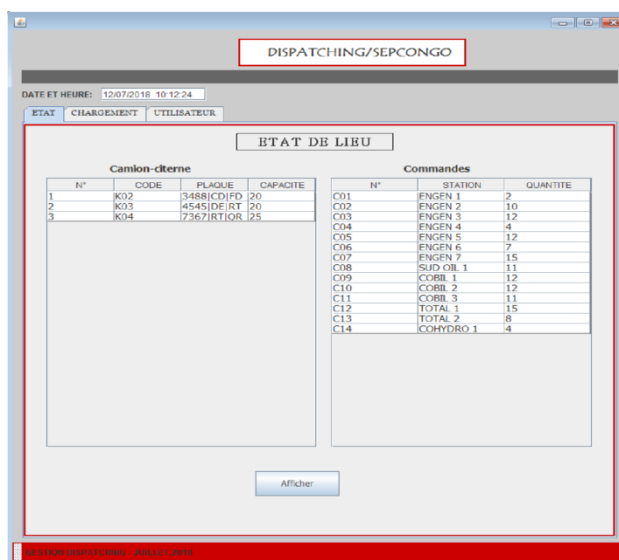 DISPATCHING/SEPCONGO
DATE ET HEURE: 12/07/2018 10:12:24
ETAT CHARGEMENT UTILISATEUR
ETAT DE LIEU
Camion-citerne
N° CODE PLAQUE CAPACITE
1 K02 3488|CD|FD 20
2 K03 4545|DE|RT 20
3 K04 7367|RT|OR 25
Commandes
N° STATION QUANTITE
C01 ENGEN 1 2
C02 ENGEN 2 10
C03 ENGEN 3 12
C04 ENGEN 4 4
C05 ENGEN 5 12
C06 ENGEN 6 7
C07 ENGEN 7 15
C08 SUD OIL 1 11
C09 COBIL 1 12
C10 COBIL 2 12
C11 COBIL 3 11
C12 TOTAL 1 15
C13 TOTAL 2 8
C14 COHYDRO 1 4
Afficher
GESTION DISPATCHING JUILLET 2018